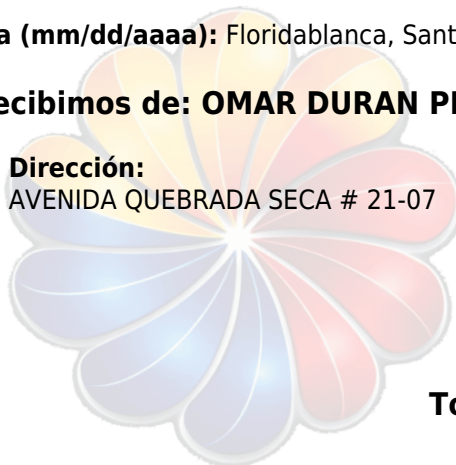 a (mm/dd/aaaa): Floridablanca, Sant
ecibimos de: OMAR DURAN
Dirección:
AVENIDA QUEBRADA SECA # 21-07
To